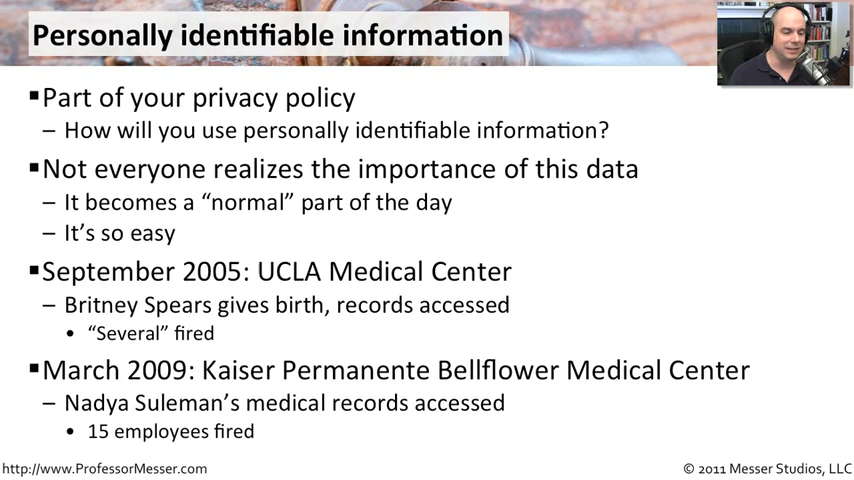 Personally identifiable information
▪Part of your privacy policy
– How will you use personally identifiable information?
▪Not everyone realizes the importance of this data
– It becomes a “normal” part of the day
– It’s so easy
▪September 2005: UCLA Medical Center
– Britney Spears gives birth, records accessed
• “Several” fired
▪March 2009: Kaiser Permanente Bellflower Medical Center
– Nadya Suleman’s medical records accessed
• 15 employees fired
http://www.ProfessorMesser.com
© 2011 Messer Studios, LLC